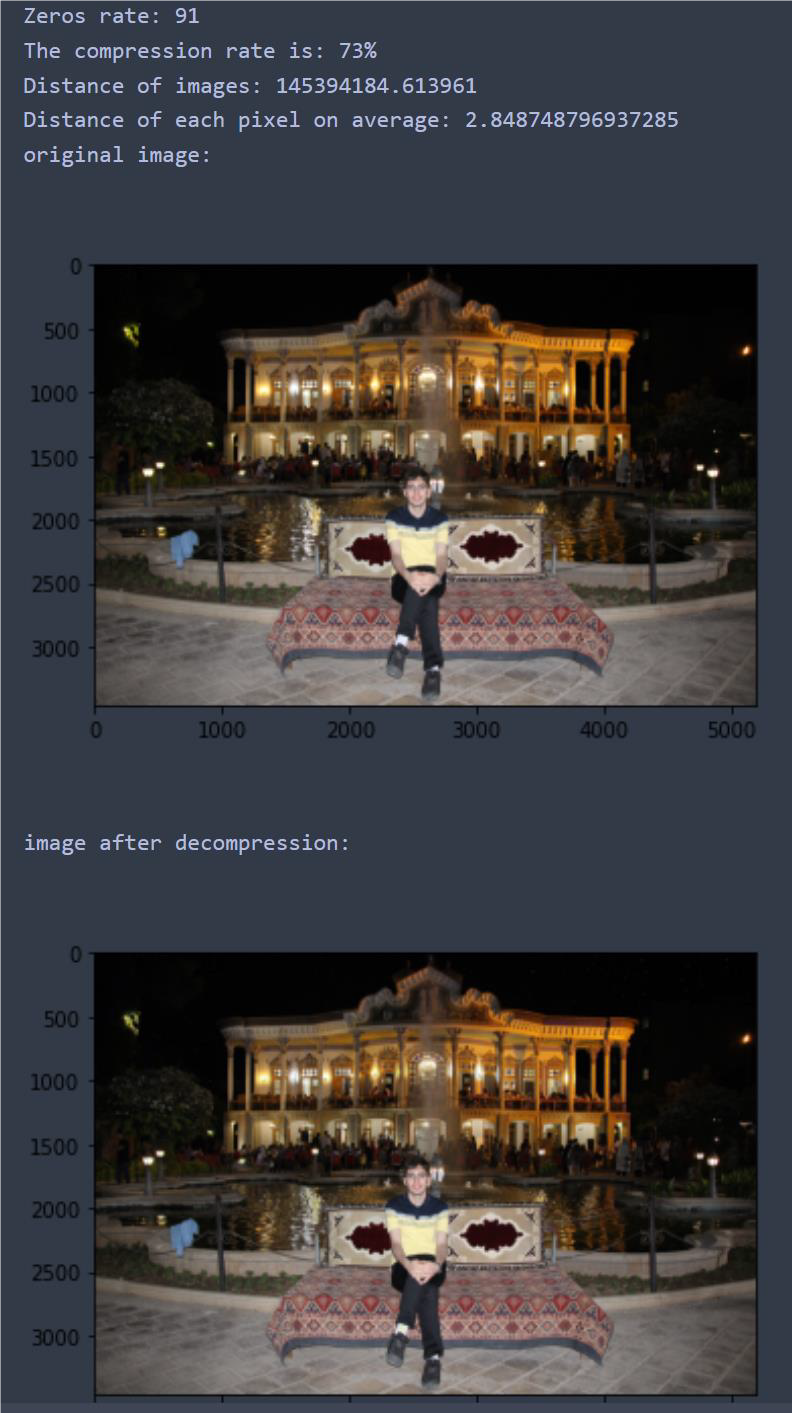 Zeros rate: 91
The compression rate is: 73%
Distance of images: 145394184.613961
Distance of each pixel on average: 2.848748796937285
original image:
0
500
1000
1500
2000
2500
3000
0 1000 2000 3000 4000 5000
image after decompression:
0
500
1000
1500
2000
2500
3000